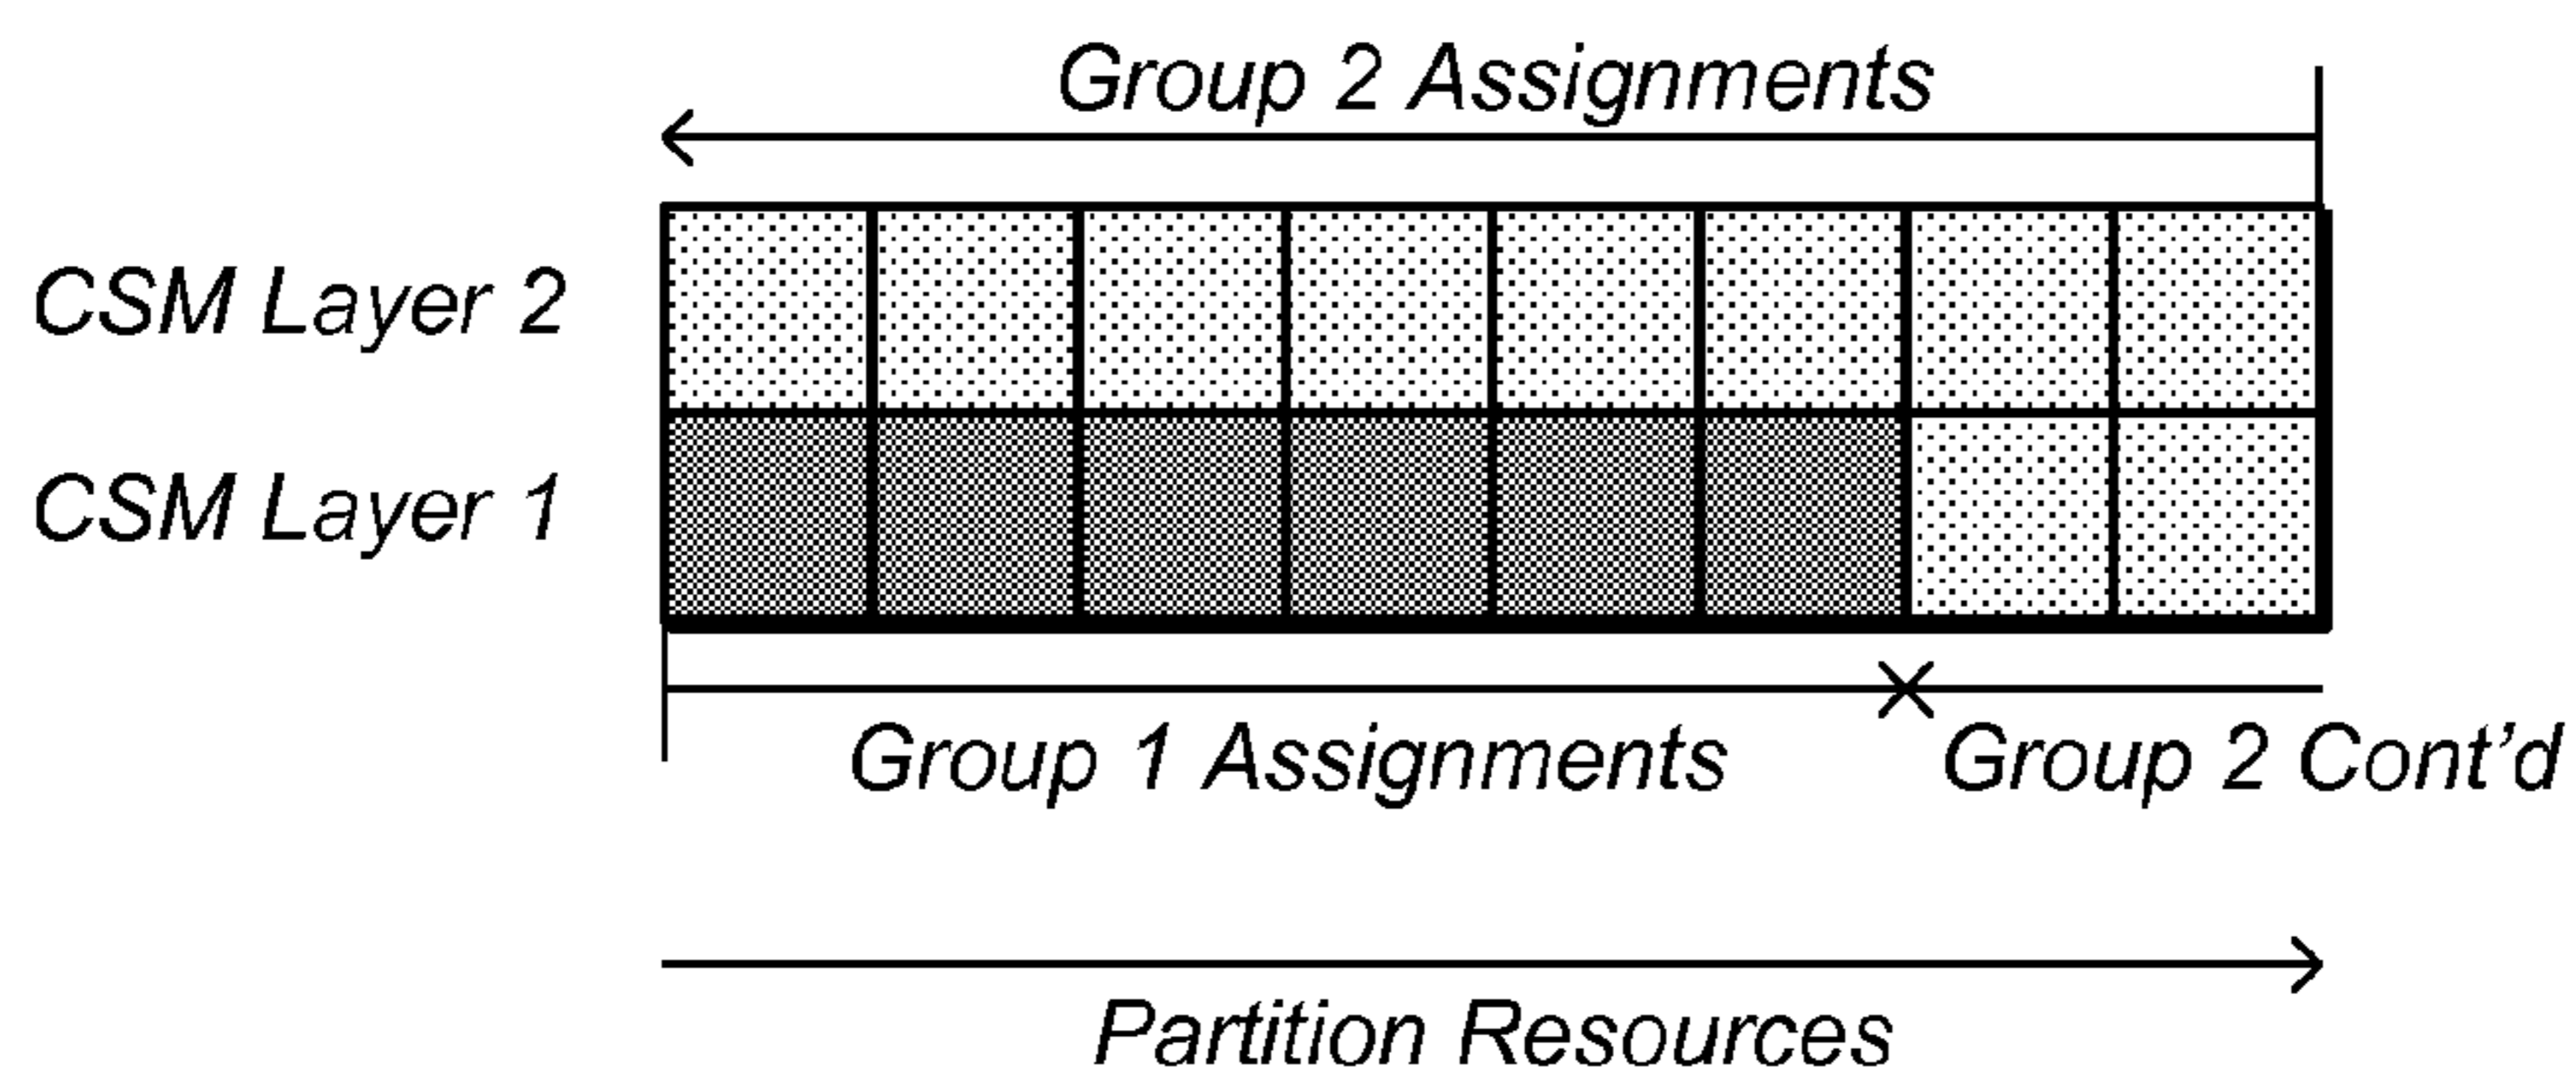 Group 2 Assignments
CSM Layer 2
CSM Layer 1
Group 1 Assignments
Group 2 Cont’d
Partition Resources